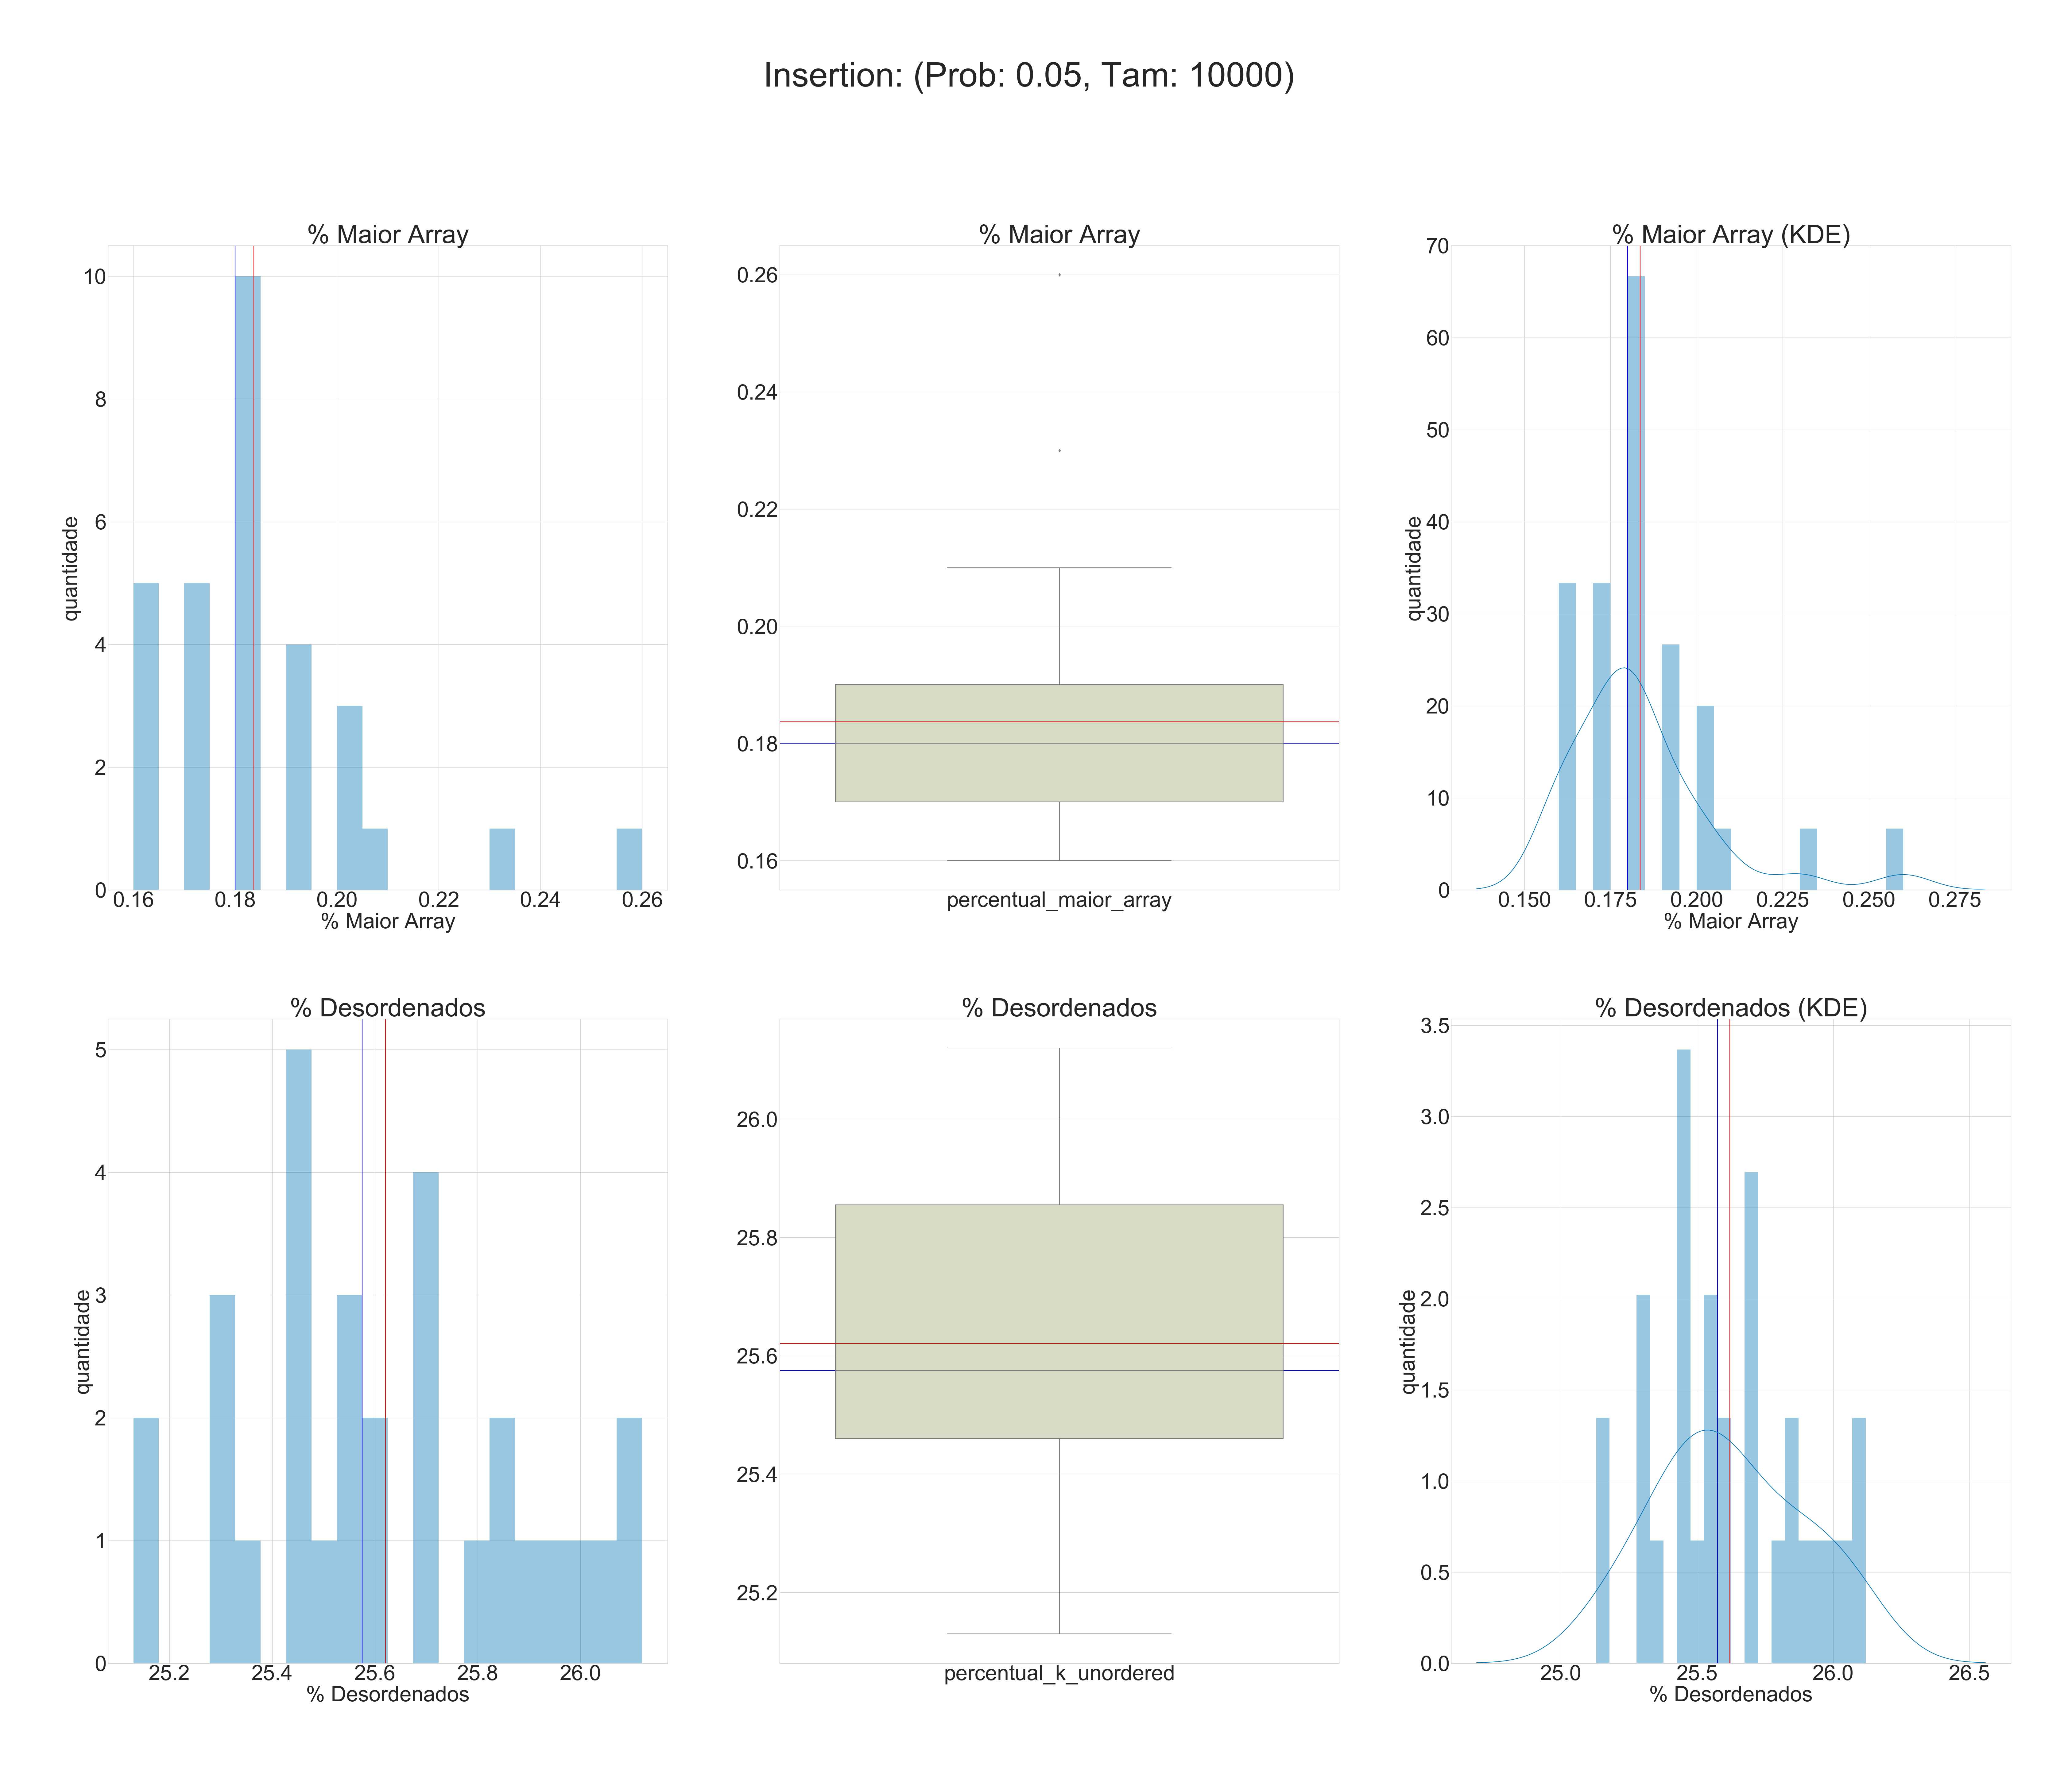 Insertion: (Prob: 0.05, Tam: 10000)
% Maior Array
10
8
6
4
2
0
quantidade
0.16 0.18 0.20 0.22 0.24 0.26
% Maior Array
% Maior Array
0.26
0.24
0.22
0.20
0.18
0.16
percentual_maior_array
% Maior Array (KDE)
70
60
50
40
30
20
10
0
quantidade
0.150 0.175 0.200 0.225 0.250 0.275
% Maior Array
% Desordenados
5
4
3
2
1
0
quantidade
25.2 25.4 25.6 25.8 26.0
% Desordenados
% Desordenados
26.0
25.8
25.6
25.4
25.2
percentual_k_unordered
% Desordenados (KDE)
3.5
3.0
2.5
2.0
1.5
1.0
0.5
0.0
quantidade
25.0 25.5 26.0 26.5
% Desordenados